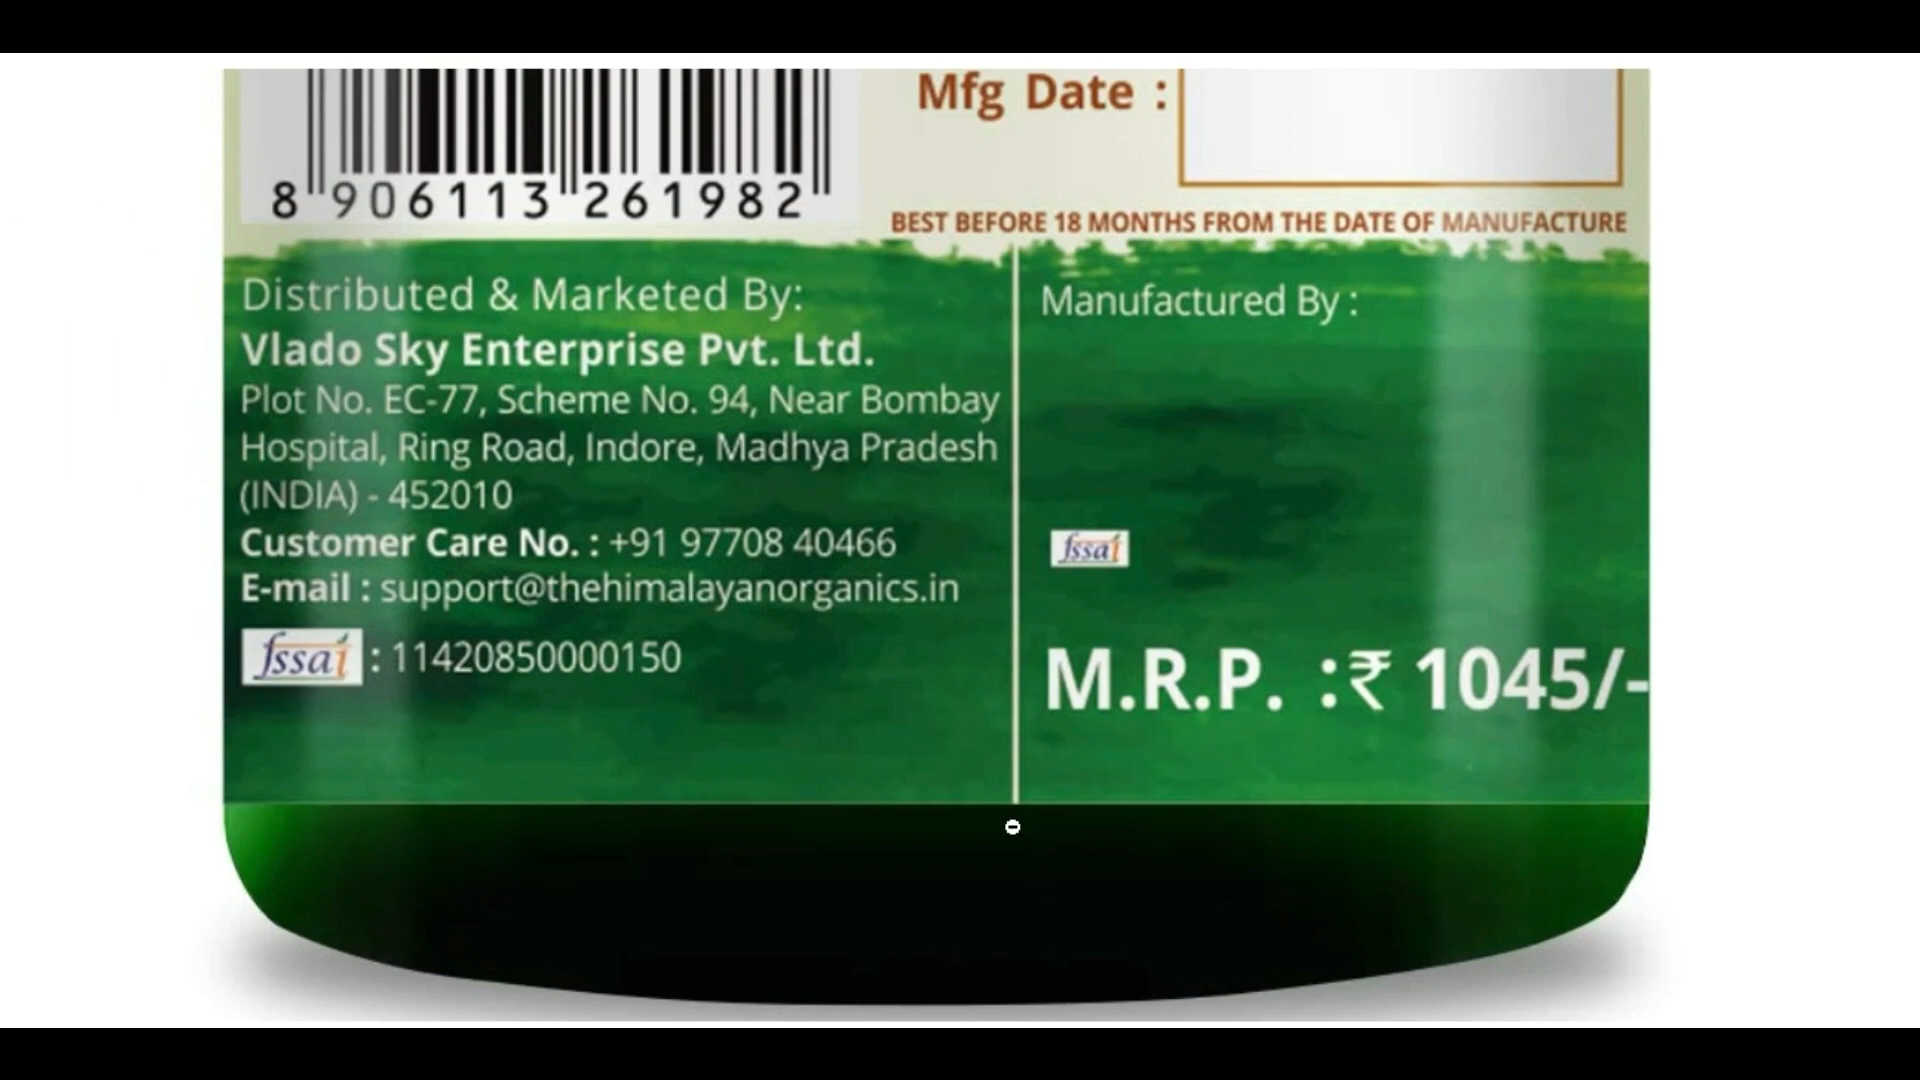 Mfg Date :
8 906113 261982
BEST BEFORE 18 MONTHS FROM THE DATE OF MANUFACTURE
Distributed & Marketed By:
Vlado Sky Enterprise Pvt. Ltd.
Plot No. EC-77, Scheme No. 94, Near Bombay
Hospital, Ring Road, Indore, Madhya Pradesh
(INDIA) - 452010
Customer Care No. : +91 97708 40466
E-mail : support@thehimalayanorganics.in
fssai : 11420850000150
Manufactured By :
fssai
M.R.P. :₹ 1045/-